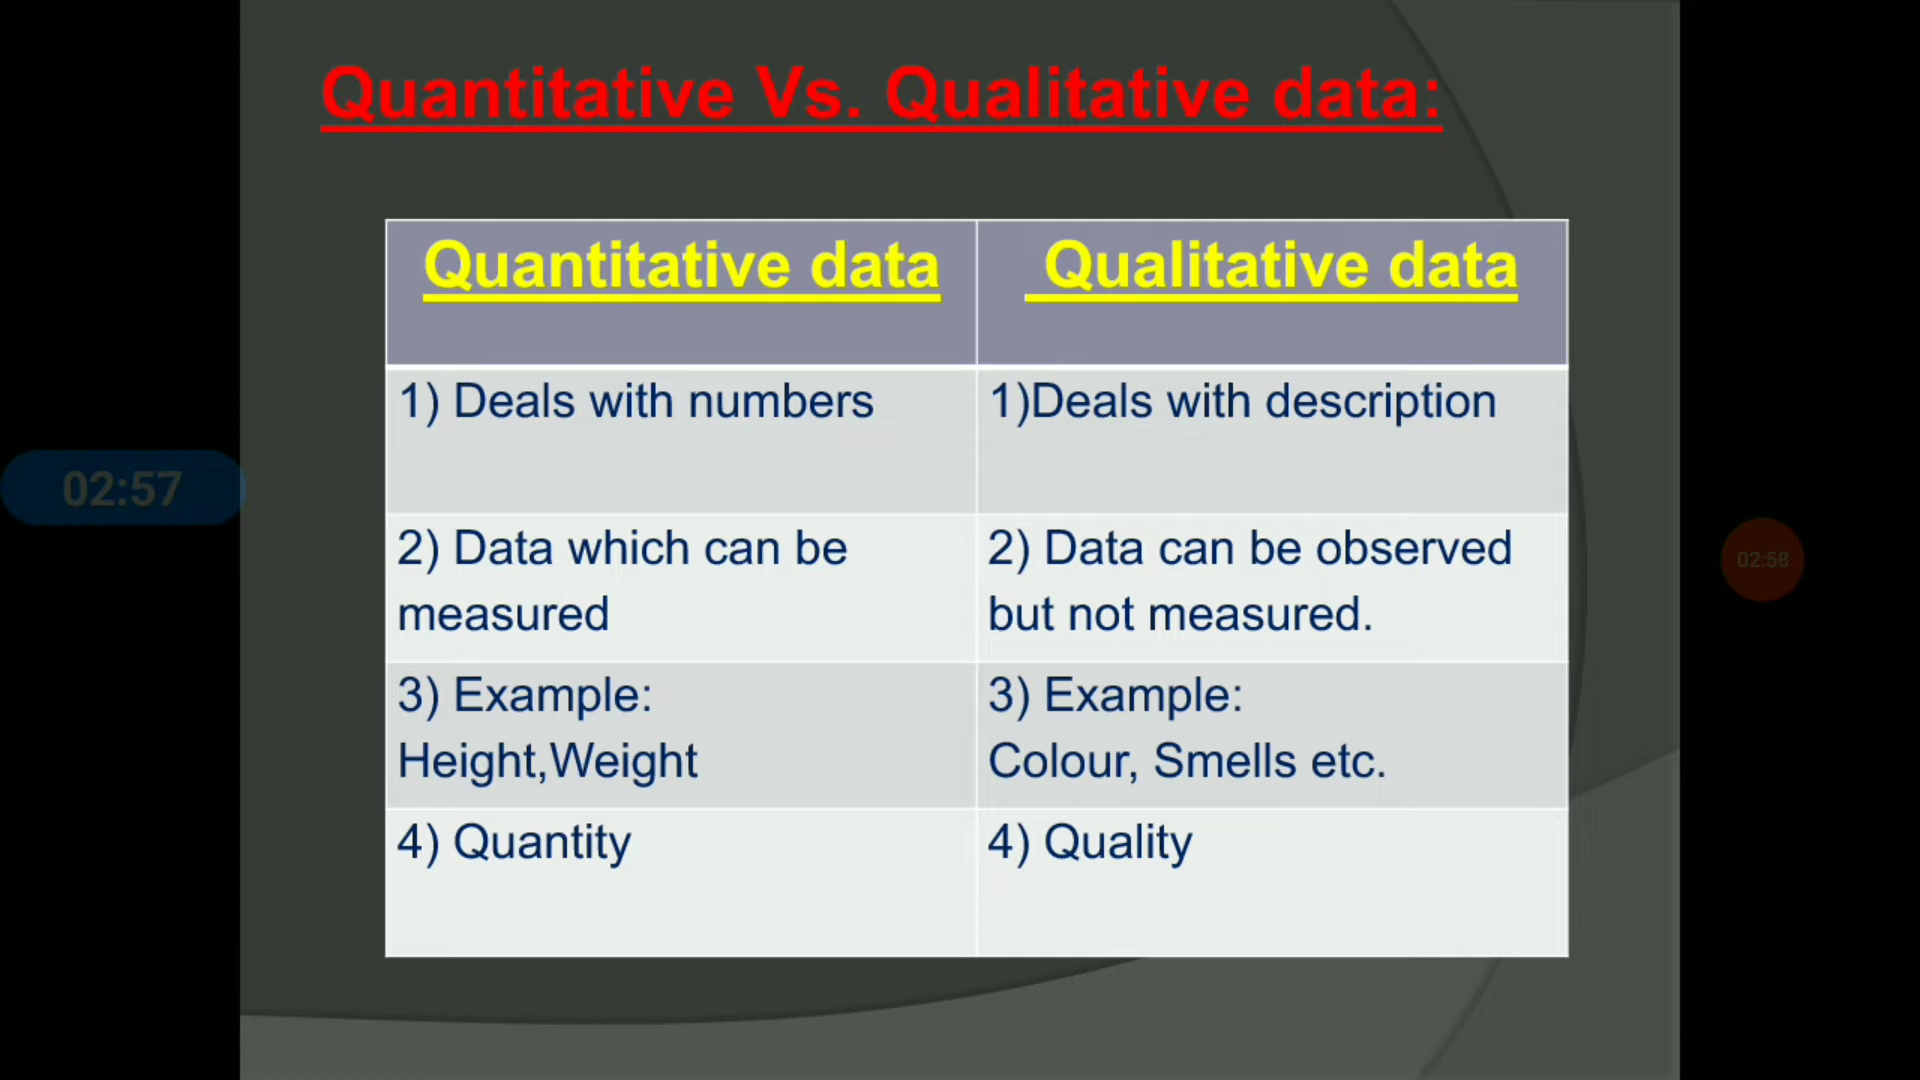 Quantitative Vs. Qualitative data:
Quantitative data
Qualitative data
1) Deals with numbers
1)Deals with description
2) Data which can be
measured
2) Data can be observed
but not measured.
3) Example:
Height,Weight
3) Example:
Colour, Smells etc.
4) Quantity
4) Quality
02:57
02:58